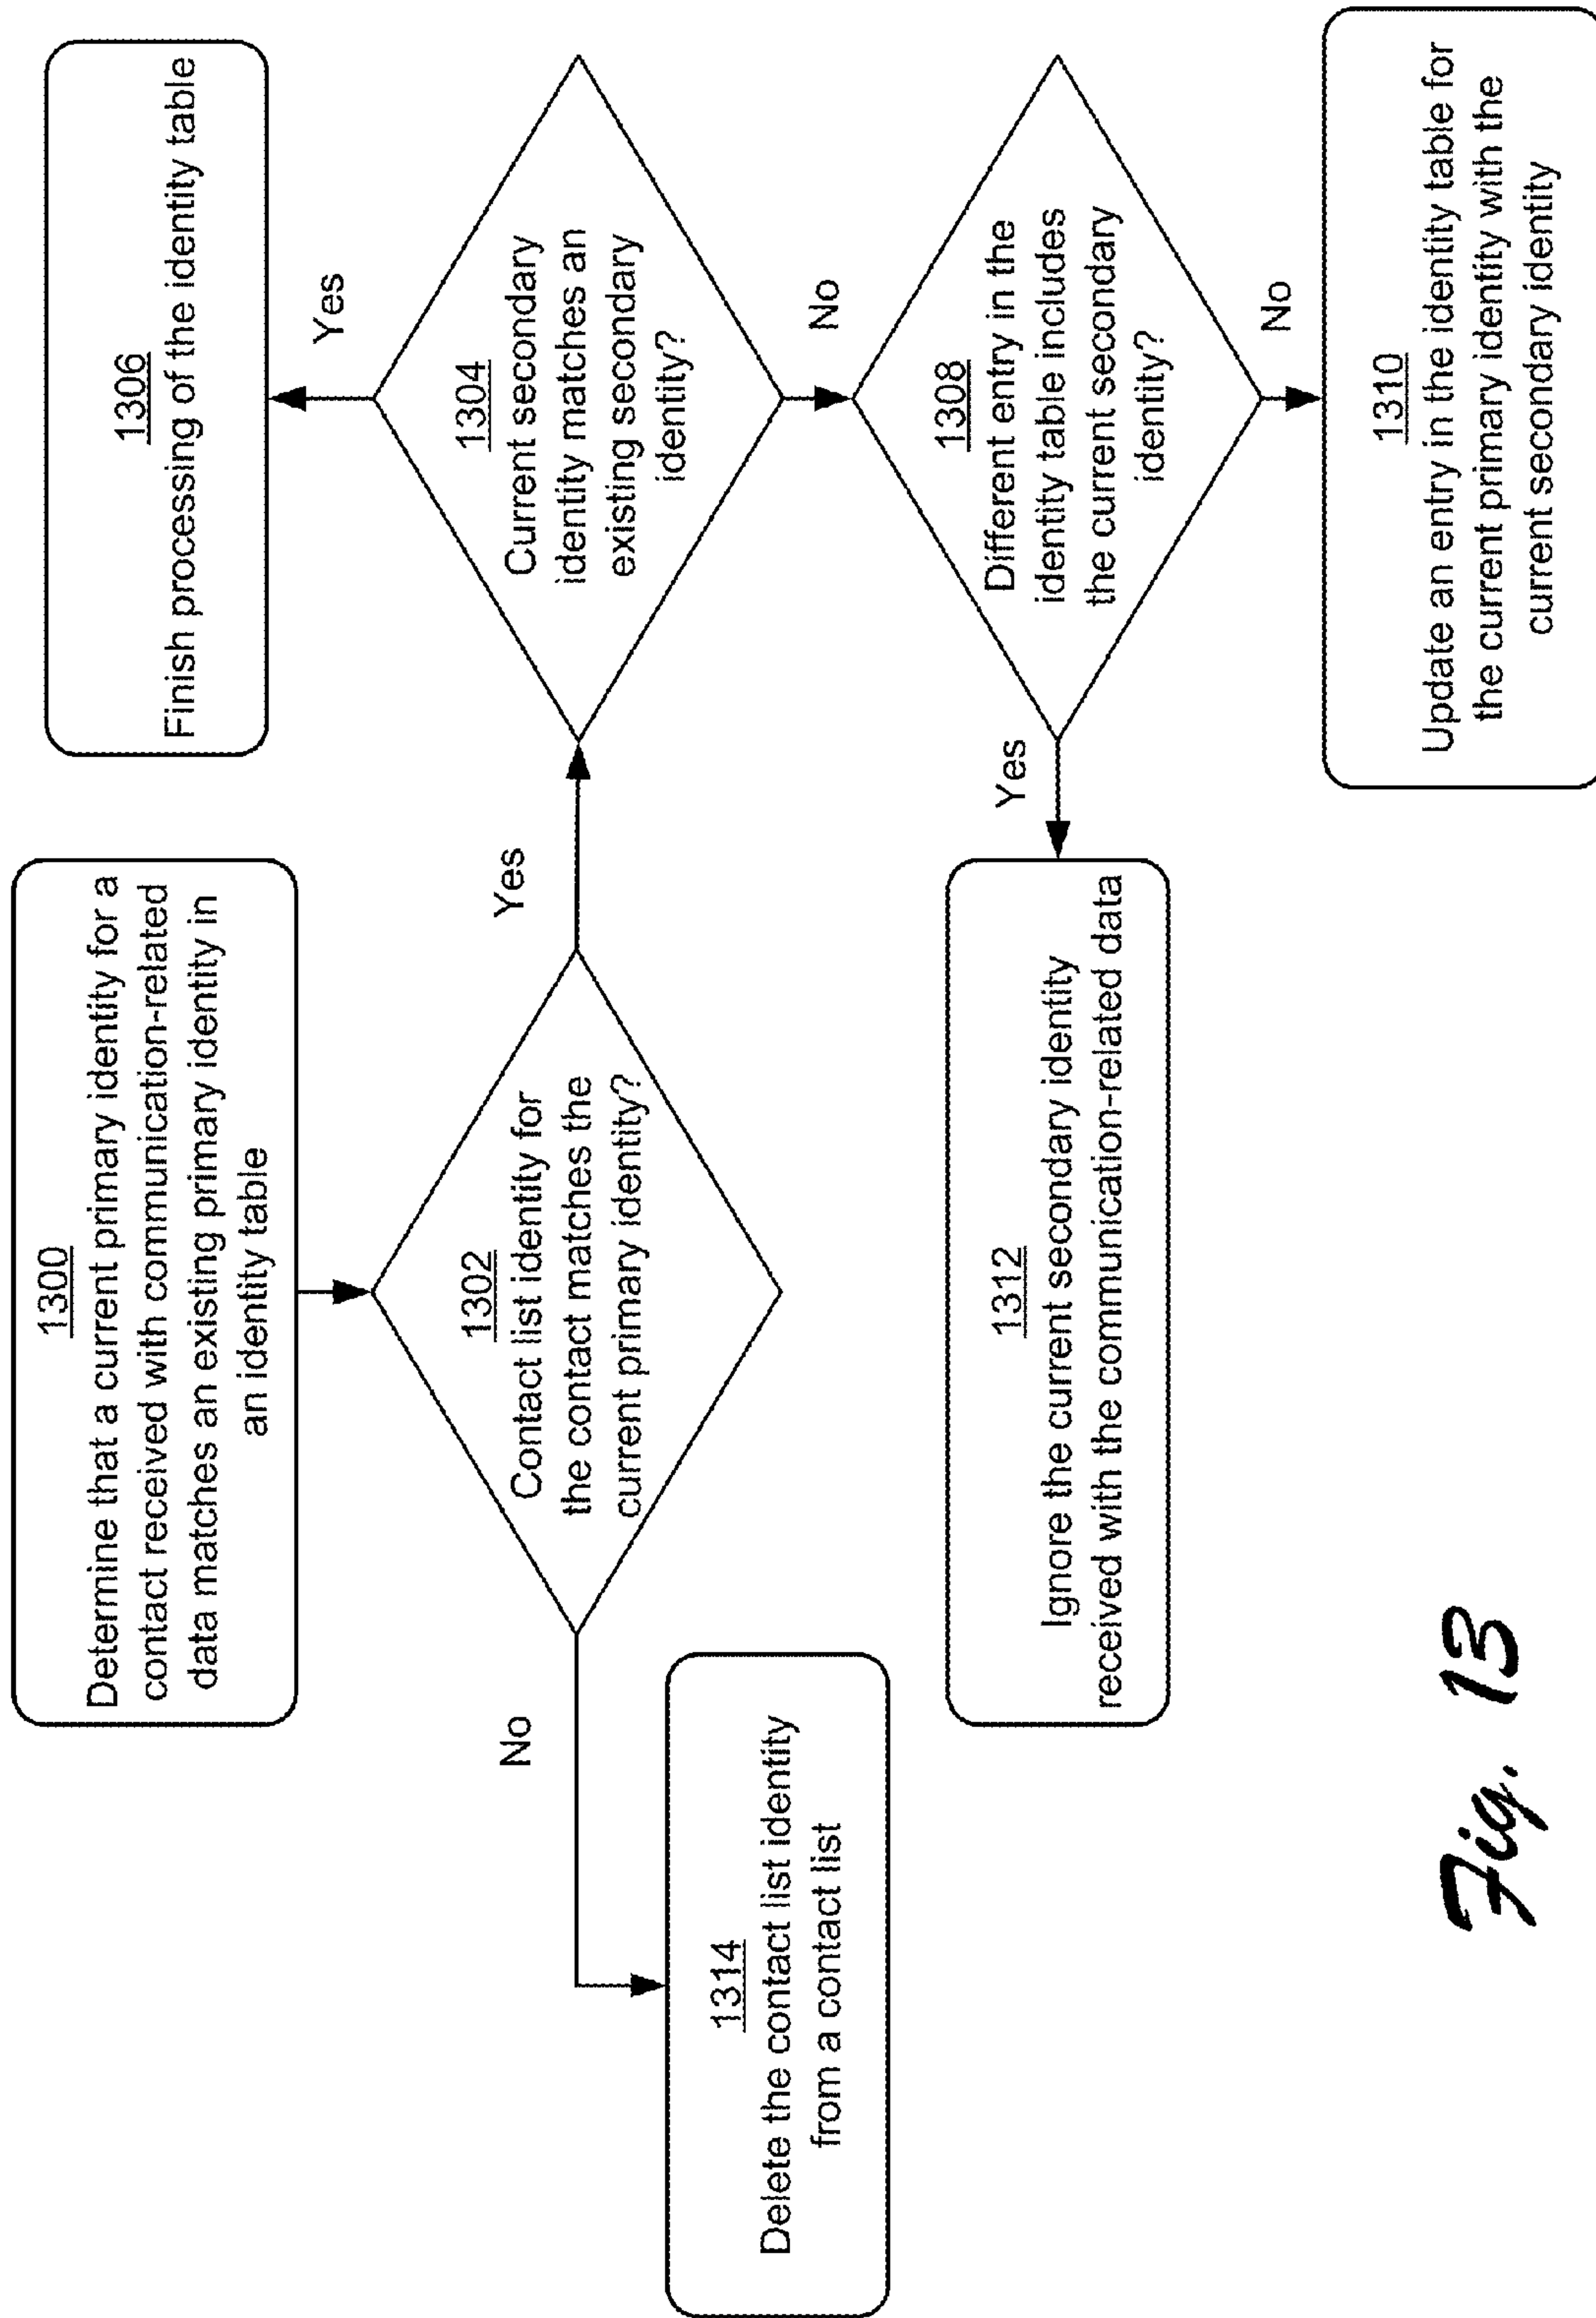 1300
Determine that a current primary identity for a
contact received with communication-related
data matches an existing primary identity in
an identity table
1302
Contact list identity for
the contact matches the
current primary identity?
Yes
No
1304
Current secondary
identity matches an
existing secondary
identity?
Yes
1306
Finish processing of the identity table
No
1308
Different entry in the
identity table includes
the current secondary
identity?
No
1310
Update an entry in the identity table for
the current primary identity with the
current secondary identity
Yes
1312
Ignore the current secondary identity
received with the communication-related data
1314
Delete the contact list identity
from a contact list
Fig. 13